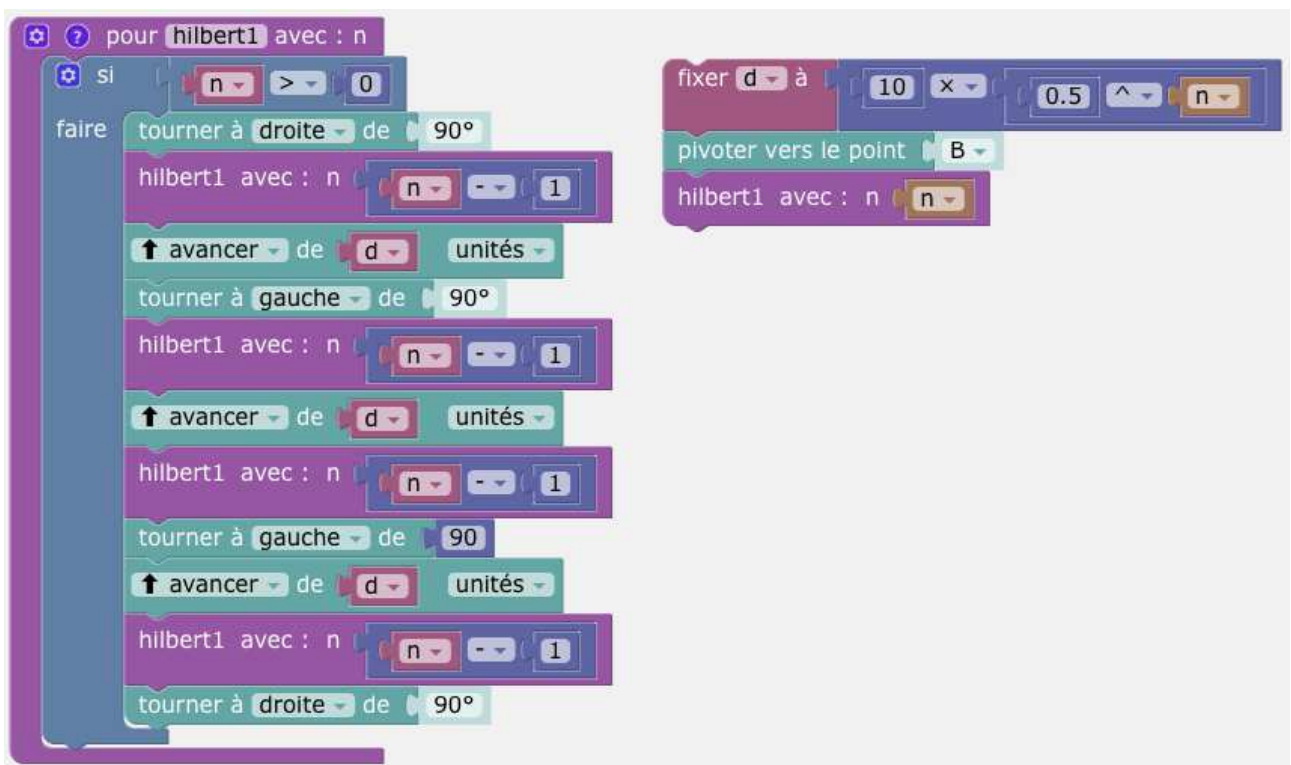 pour hilbert1 avec : n
si n > 0
faire tourner à droite de 90°
hilbert1 avec : n n - 1
avancer de d unités
tourner à gauche de 90°
hilbert1 avec : n n - 1
avancer de d unités
hilbert1 avec : n n - 1
tourner à gauche de 90
avancer de d unités
hilbert1 avec : n n - 1
tourner à droite de 90°
fixer d à 10 × 0.5 ^ n
pivoter vers le point B
hilbert1 avec : n n